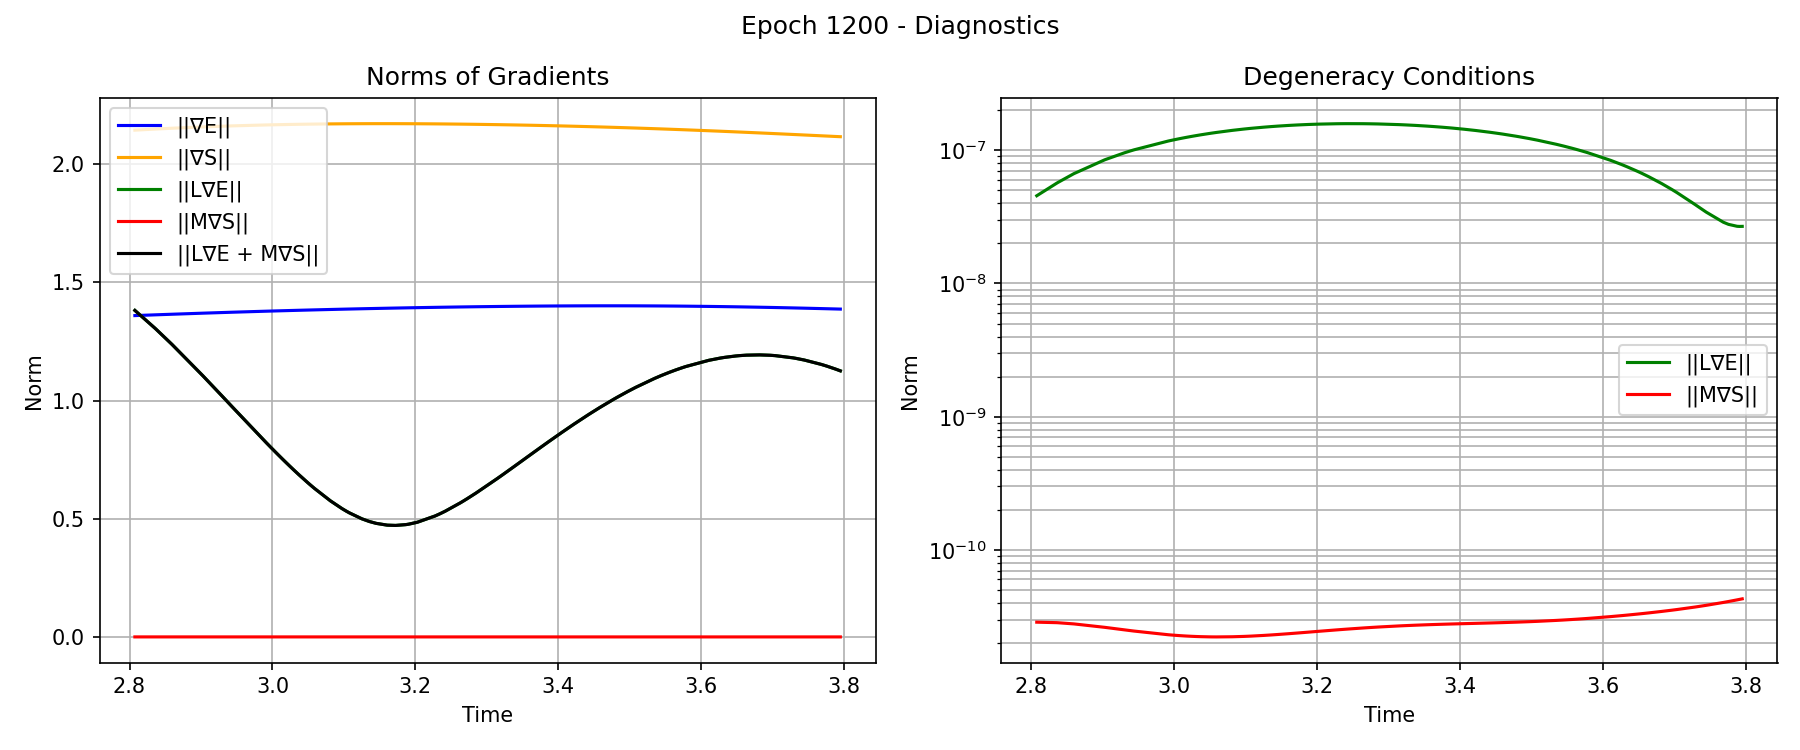 Epoch 1200 - Diagnostics
Norms of Gradients
||∇E||
||∇S||
||L∇E||
||M∇S||
||L∇E + M∇S||
2.0
1.5
1.0
0.5
0.0
Norm
2.8 3.0 3.2 3.4 3.6 3.8
Time
Degeneracy Conditions
10⁻⁷
10⁻⁸
10⁻⁹
10⁻¹⁰
Norm
||L∇E||
||M∇S||
2.8 3.0 3.2 3.4 3.6 3.8
Time